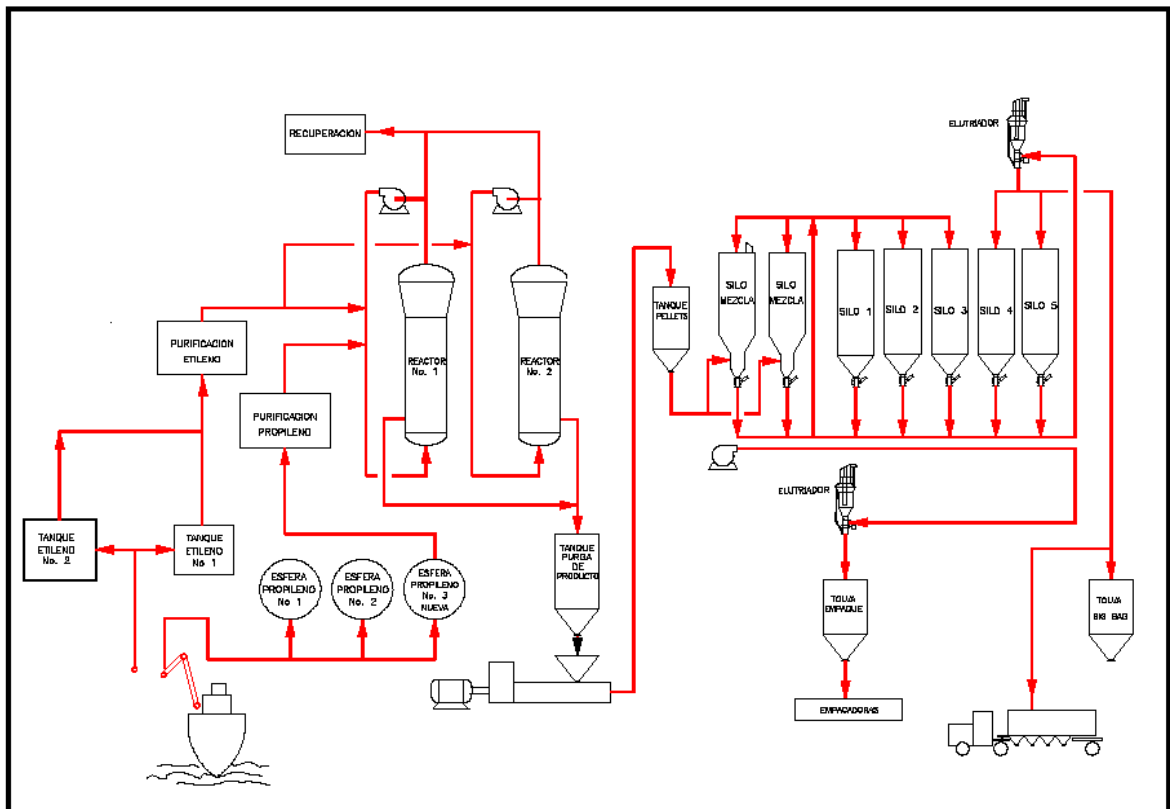 RECUPERACION
ELUTRIADOR
PURIFICACION
ETILENO
PURIFICACION
PROPILENO
REACTOR
No. 1
REACTOR
No. 2
TANQUE
PELLETS
SILO
MEZCLA
SILO
MEZCLA
SILO 1
SILO 2
SILO 3
SILO 4
SILO 5
TANQUE
ETILENO
No. 2
TANQUE
ETILENO
No 1
ESFERA
PROPILENO
No 1
ESFERA
PROPILENO
No. 2
ESFERA
PROPILENO
No. 3
NUEVA
TANQUE
PURGA
DE
PRODUCTO
ELUTRIADOR
TOLVA
EMPAQUE
TOLVA
BIG BAG
EMPACADORAS